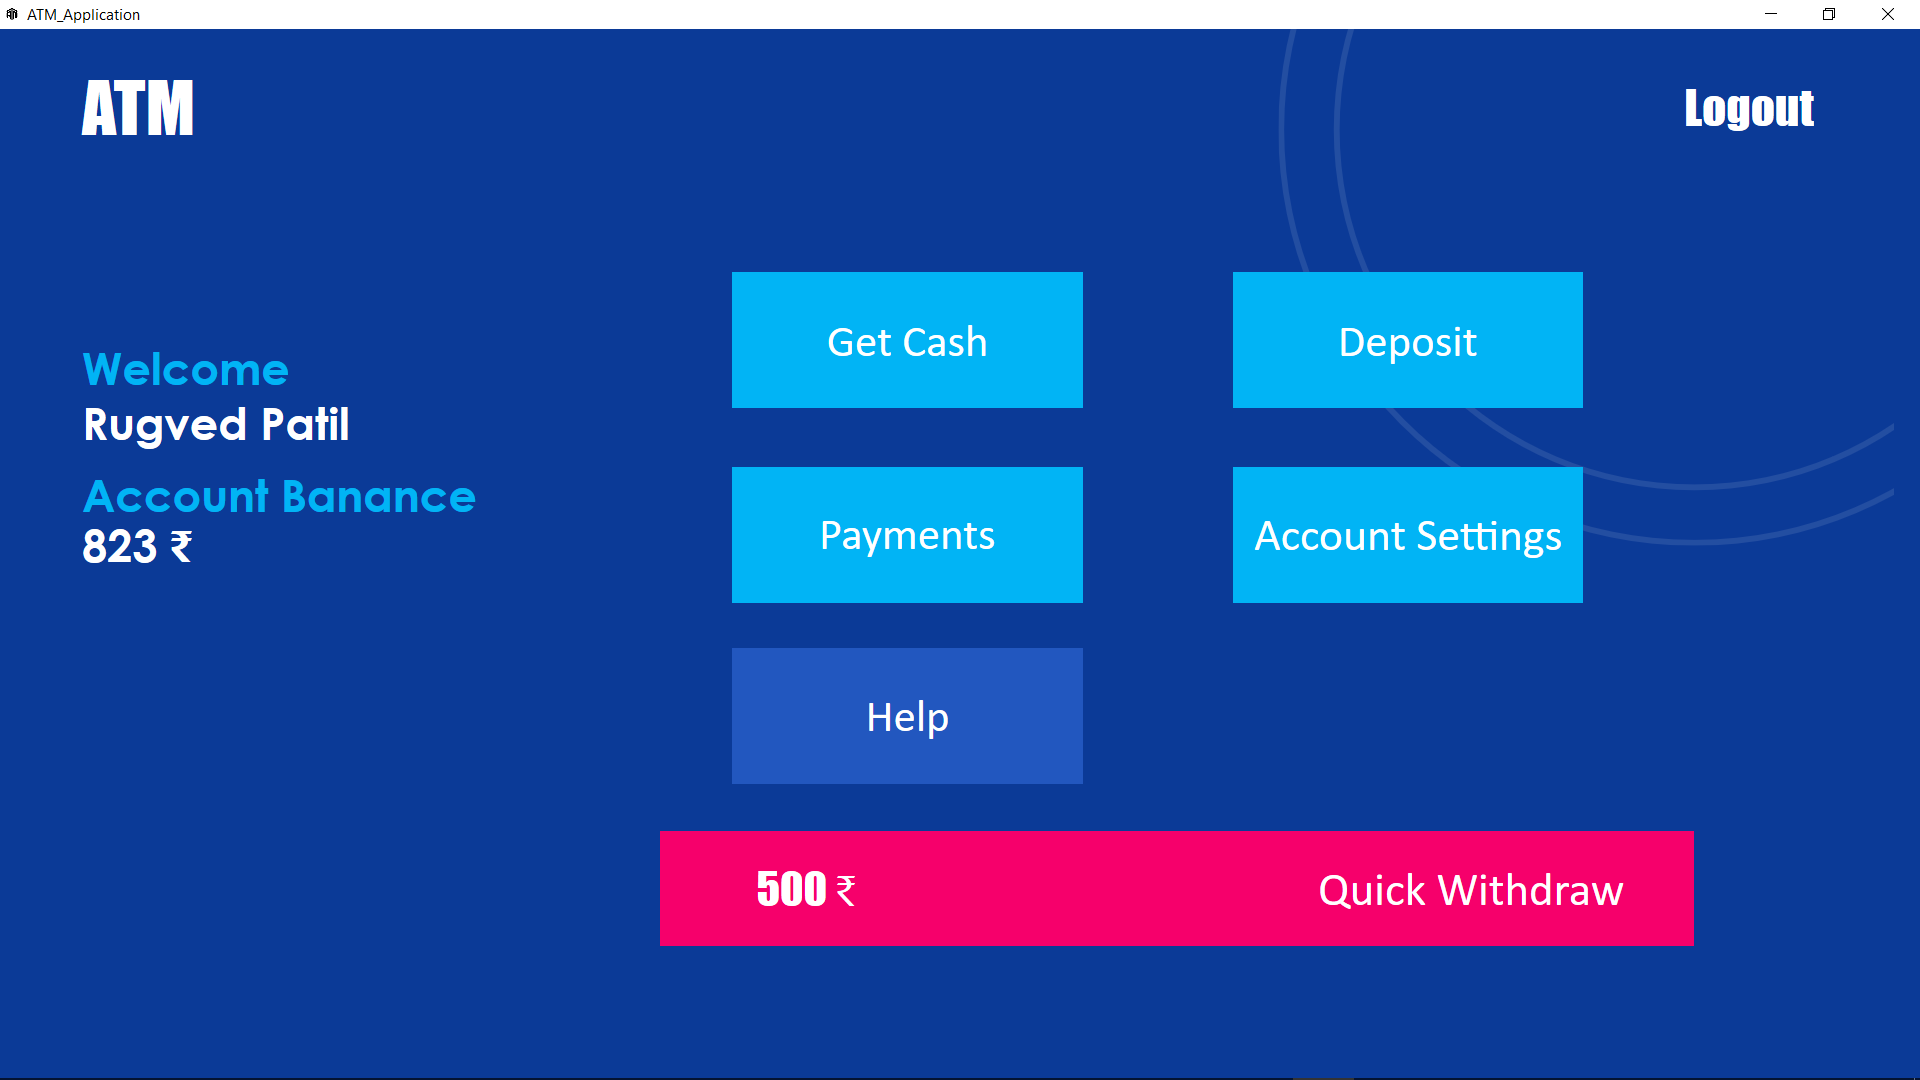 ATM_Application
ATM
Logout
Welcome
Rugved Patil
Account Banance
823 ₹
Get Cash
Deposit
Payments
Account Settings
Help
500 ₹ Quick Withdraw